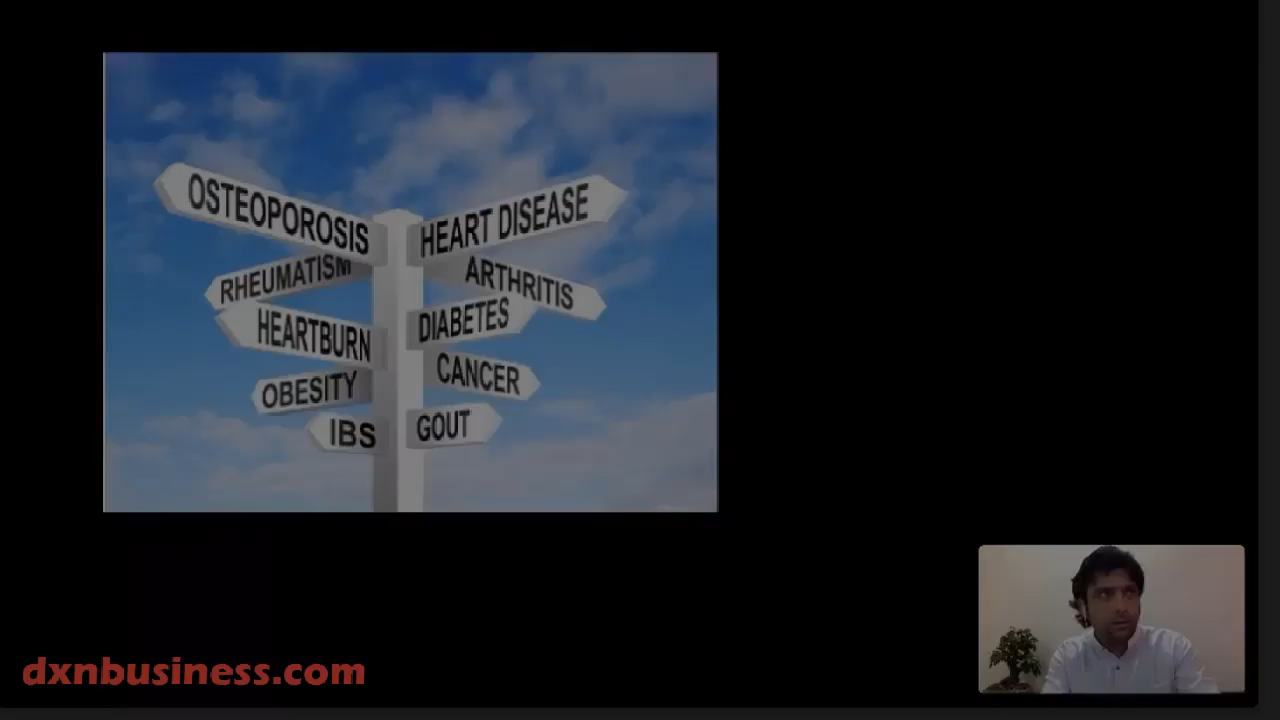 OSTEOPOROSIS
HEART DISEASE
RHEUMATISM
ARTHRITIS
HEARTBURN
DIABETES
OBESITY
CANCER
IBS
GOUT
dxnbusiness.com